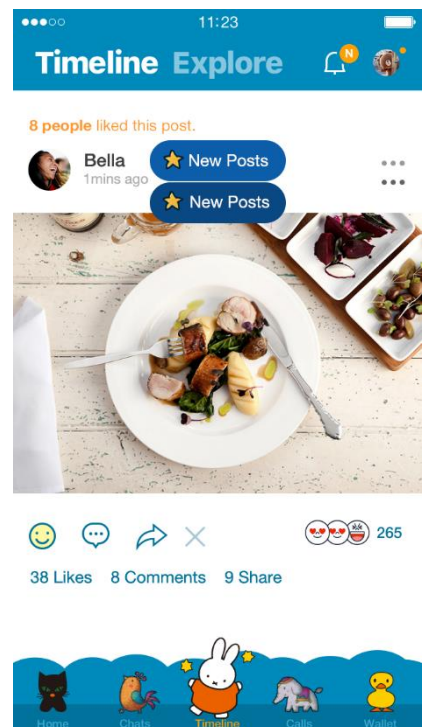 11:23
Timeline Explore
N
8 people liked this post.
Bella
New Posts
1mins ago
New Posts
265
38 Likes 8 Comments 9 Share
Home Chats Timeline Calls Wallet